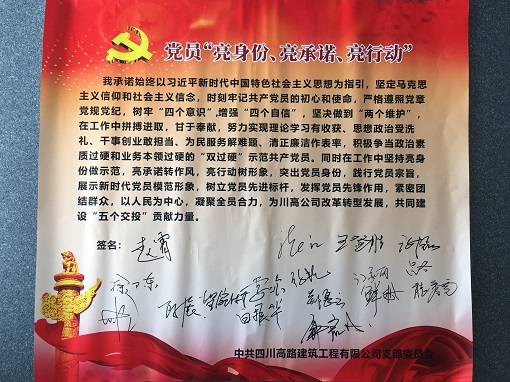 党员“亮身份、亮承诺、亮行动”
我承诺始终以习近平新时代中国特色社会主义思想为指引，坚定马克思
主义信仰和社会主义信念，时刻牢记共产党员的初心和使命，严格遵照党章
党规党纪，树牢“四个意识”,增强“四个自信”，坚决做到“两个维护”，
在工作中拼搏进取，甘于奉献，努力实现理论学习有收获、思想政治受洗
礼、干事创业敢担当、为民服务解难题、清正廉洁作表率，积极争当政治素
质过硬和业务本领过硬的“双过硬”示范共产党员。同时在工作中坚持亮身
份做示范，亮承诺转作风，亮行动树形象，突出党员身份，践行党员宗旨，
展示新时代党员模范形象，树立党员先进标杆，发挥党员先锋作用，紧密团
结群众，以人民为中心，凝聚全员合力，为川高公司改革转型发展，共同建
设“五个交投”贡献力量。
签名：
中共四川高路建筑工程有限公司支部委员会